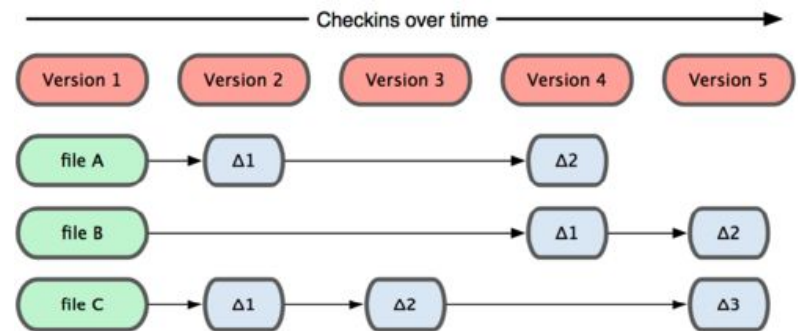 Checkins over time
Version 1 Version 2 Version 3 Version 4 Version 5
file A Δ1 Δ2
file B Δ1 Δ2
file C Δ1 Δ2 Δ3